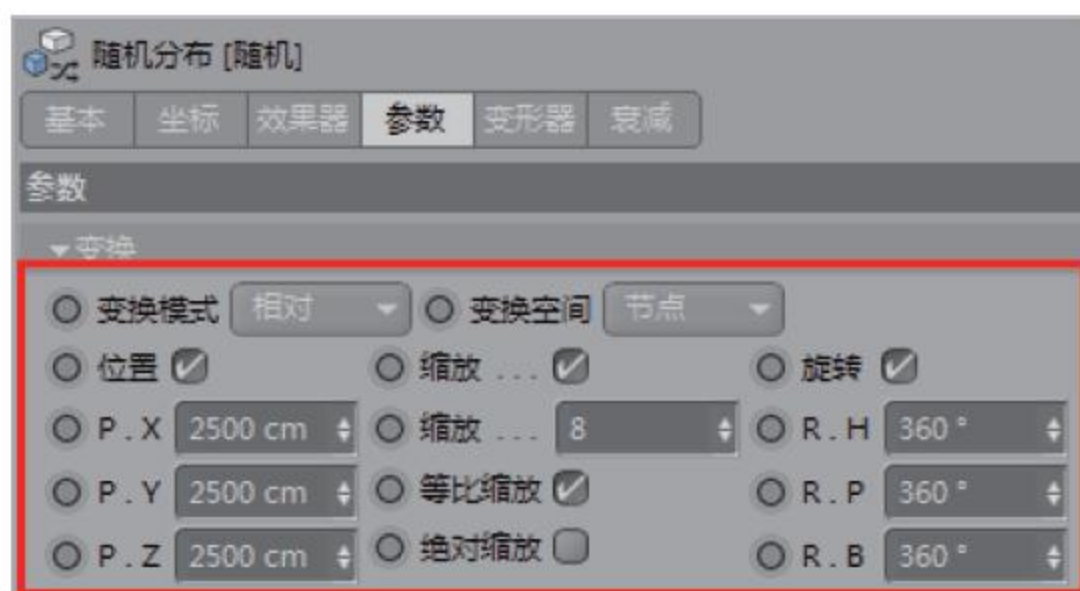 随机分布 [随机]
基本 坐标 效果器 参数 变形器 衰减
参数
变换
变换模式 相对 变换空间 节点
位置 缩放 ... 旋转
P . X 2500 cm 缩放 ... 8 R . H 360 °
P . Y 2500 cm 等比缩放 R . P 360 °
P . Z 2500 cm 绝对缩放 R . B 360 °